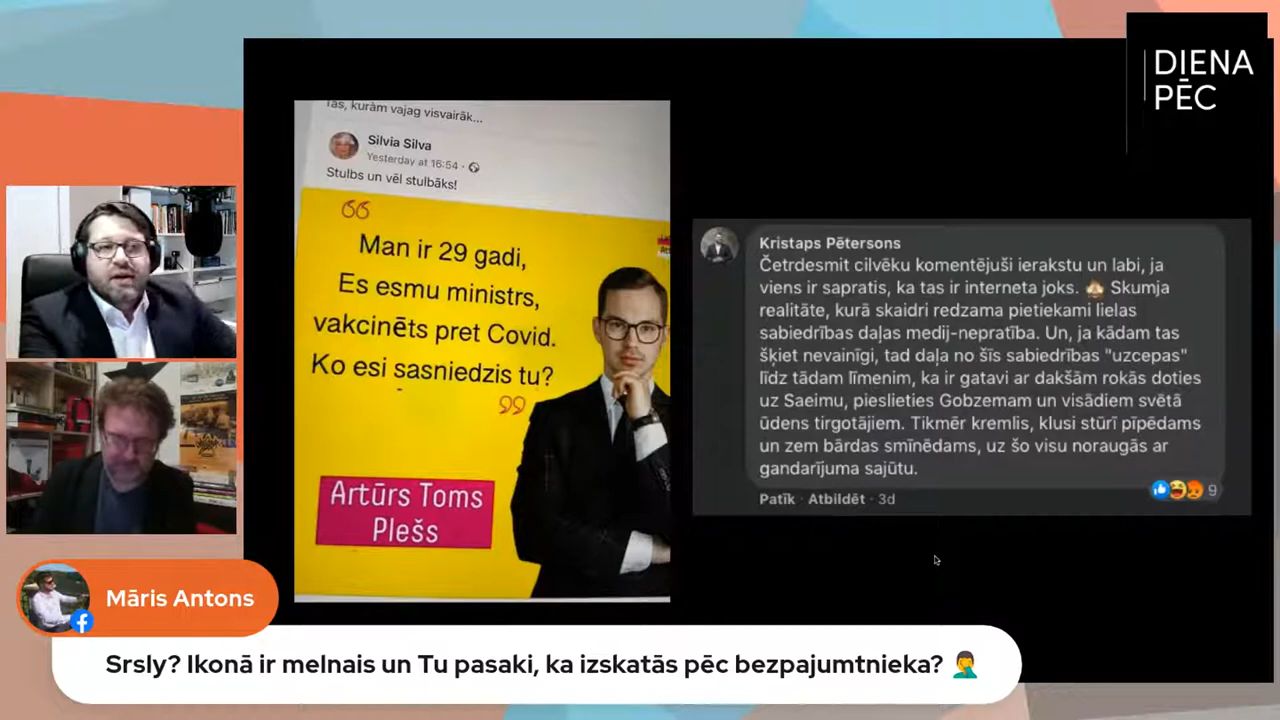 DIENA
PĒC
Tas, kurām vajag visvairāk...
Silvia Silva
Yesterday at 16:54 ·
Stulbs un vēl stulbāks!
Man ir 29 gadi,
Es esmu ministrs,
vakcinēts pret Covid.
Ko esi sasniedzis tu?
Artūrs Toms
Plešs
Kristaps Pētersons
Četrdesmit cilvēku komentējuši ierakstu un labi, ja
viens ir sapratis, ka tas ir interneta joks. 🙈 Skumja
realitāte, kurā skaidri redzama pietiekami lielas
sabiedrības daļas medij-nepratība. Un, ja kādam tas
šķiet nevainīgi, tad daļa no šīs sabiedrības "uzcepas"
līdz tādam līmenim, ka ir gatavi ar dakšām rokās doties
uz Saeimu, pieslieties Gobzemam un visādiem svētā
ūdens tirgotājiem. Tikmēr kremlis, klusi stūrī pīpēdams
un zem bārdas smīnēdams, uz šo visu noraugās ar
gandarījuma sajūtu.
Patīk · Atbildēt · 3d
9
Māris Antons
Srsly? Ikonā ir melnais un Tu pasaki, ka izskatās pēc bezpajumtnieka? 🤦‍♂️